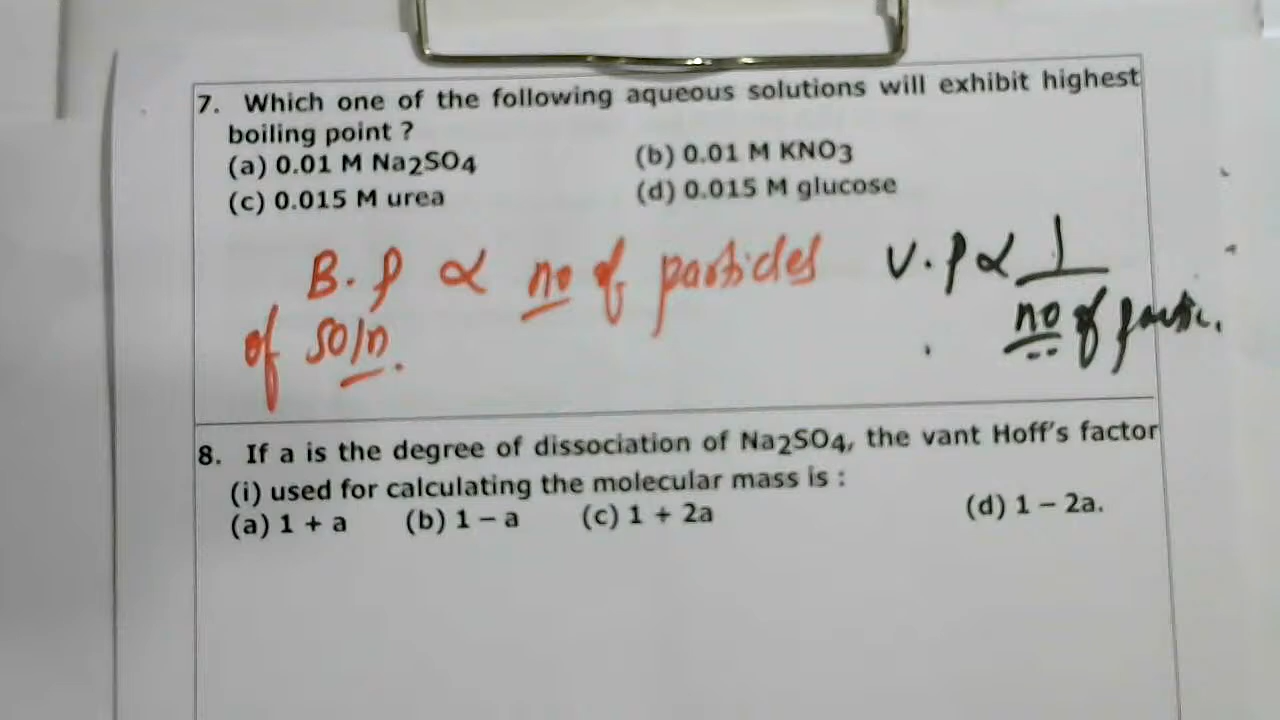 7. Which one of the following aqueous solutions will exhibit highest
boiling point ?
(a) 0.01 M Na2SO4 (b) 0.01 M KNO3
(c) 0.015 M urea (d) 0.015 M glucose
B.p ∝ no of particles
of soln.
V.p ∝ 1
no of partic.
8. If a is the degree of dissociation of Na2SO4, the vant Hoff's factor
(i) used for calculating the molecular mass is :
(a) 1 + a (b) 1 – a (c) 1 + 2a (d) 1 – 2a.